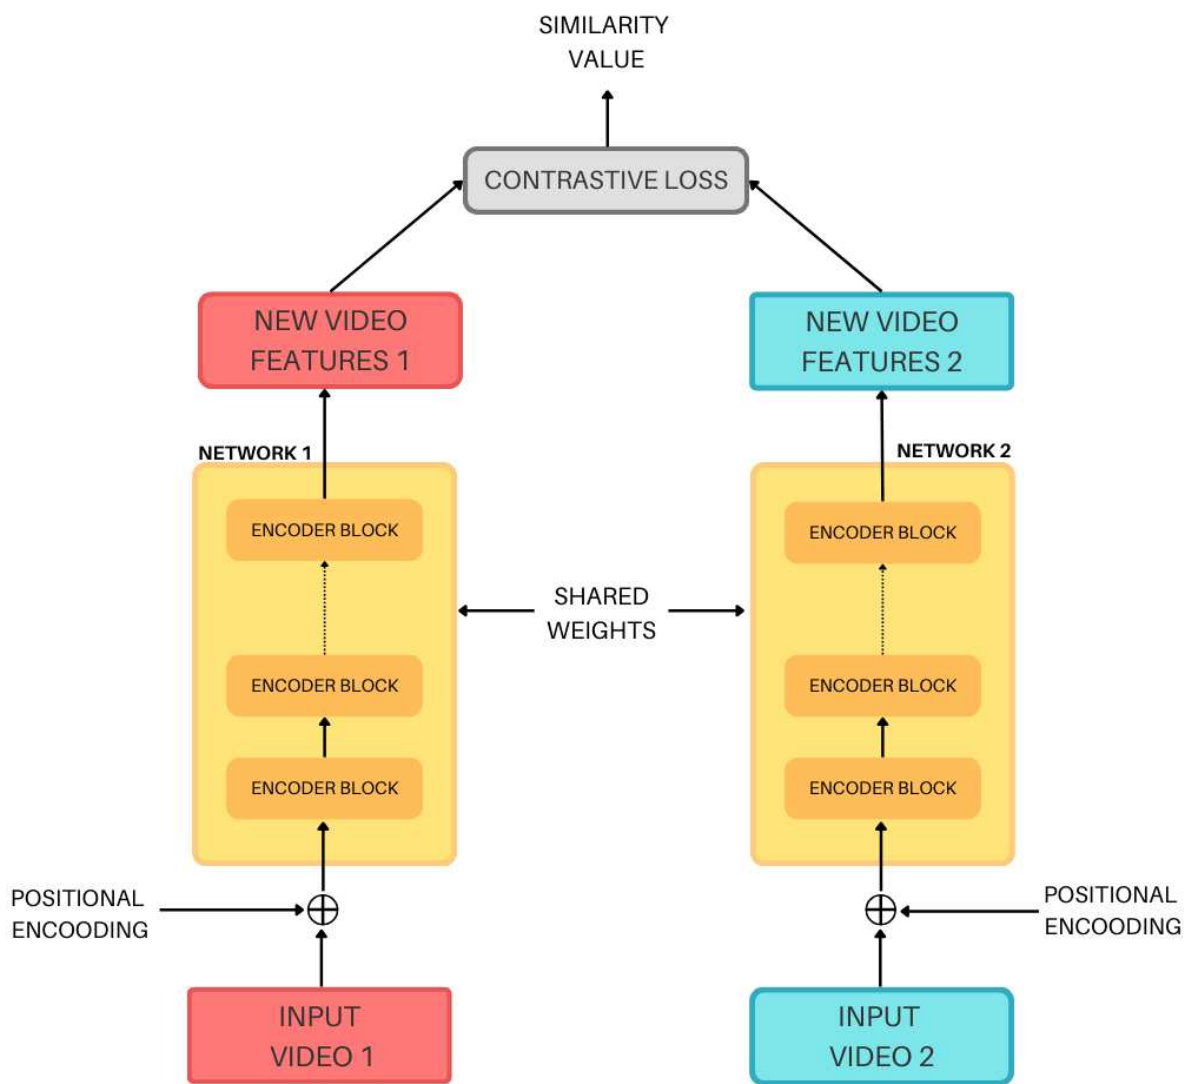 SIMILARITY
VALUE
CONTRASTIVE LOSS
NEW VIDEO
FEATURES 1
NEW VIDEO
FEATURES 2
NETWORK 1
NETWORK 2
ENCODER BLOCK
ENCODER BLOCK
SHARED
WEIGHTS
ENCODER BLOCK
ENCODER BLOCK
ENCODER BLOCK
ENCODER BLOCK
POSITIONAL
ENCOODING
POSITIONAL
ENCOODING
INPUT
VIDEO 1
INPUT
VIDEO 2